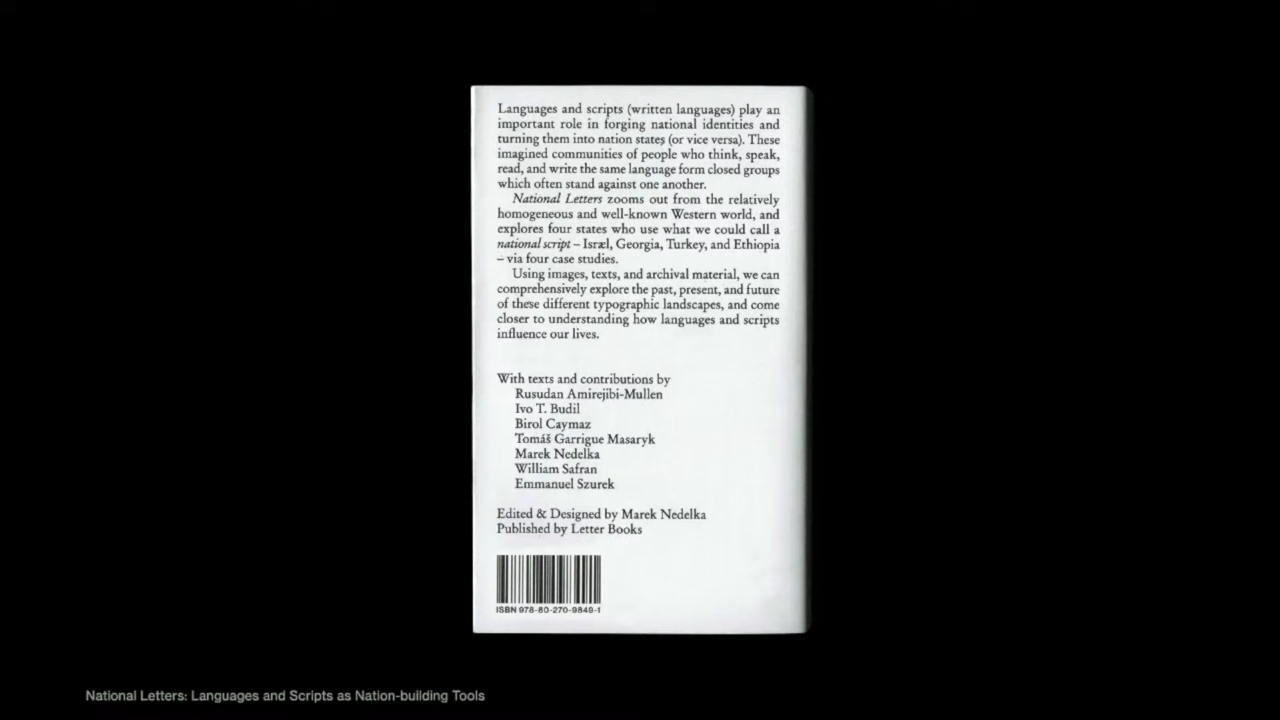 Languages and scripts (written languages) play an
important role in forging national identities and
turning them into nation states (or vice versa). These
imagined communities of people who think, speak,
read, and write the same language form closed groups
which often stand against one another.
National Letters zooms out from the relatively
homogeneous and well-known Western world, and
explores four states who use what we could call a
national script – Isræl, Georgia, Turkey, and Ethiopia
– via four case studies.
Using images, texts, and archival material, we can
comprehensively explore the past, present, and future
of these different typographic landscapes, and come
closer to understanding how languages and scripts
influence our lives.
With texts and contributions by
Rusudan Amirejibi-Mullen
Ivo T. Budil
Birol Caymaz
Tomáš Garrigue Masaryk
Marek Nedelka
William Safran
Emmanuel Szurek
Edited & Designed by Marek Nedelka
Published by Letter Books
ISBN 978-80-270-9849-1
National Letters: Languages and Scripts as Nation-building Tools